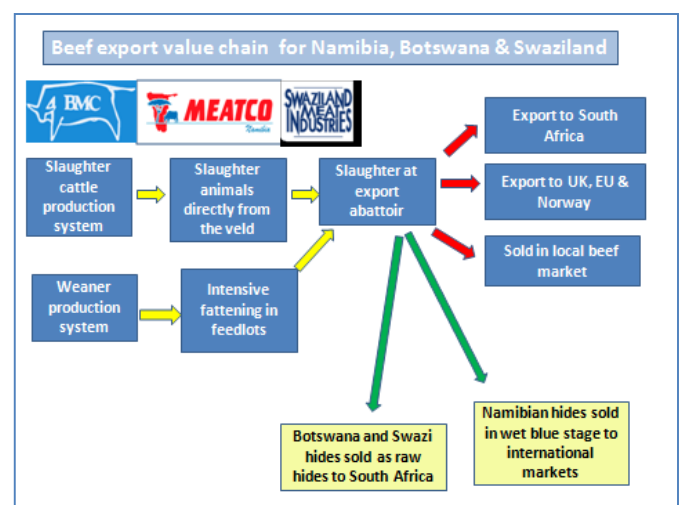 Beef export value chain for Namibia, Botswana & Swaziland
BMC
MEATCO
Namibia
SWAZILAND
MEAT
INDUSTRIES
Slaughter
cattle
production
system
Slaughter
animals
directly from
the veld
Slaughter at
export
abattoir
Export to South
Africa
Export to UK, EU &
Norway
Sold in local beef
market
Weaner
production
system
Intensive
fattening in
feedlots
Botswana and Swazi
hides sold as raw
hides to South Africa
Namibian hides sold
in wet blue stage to
international
markets